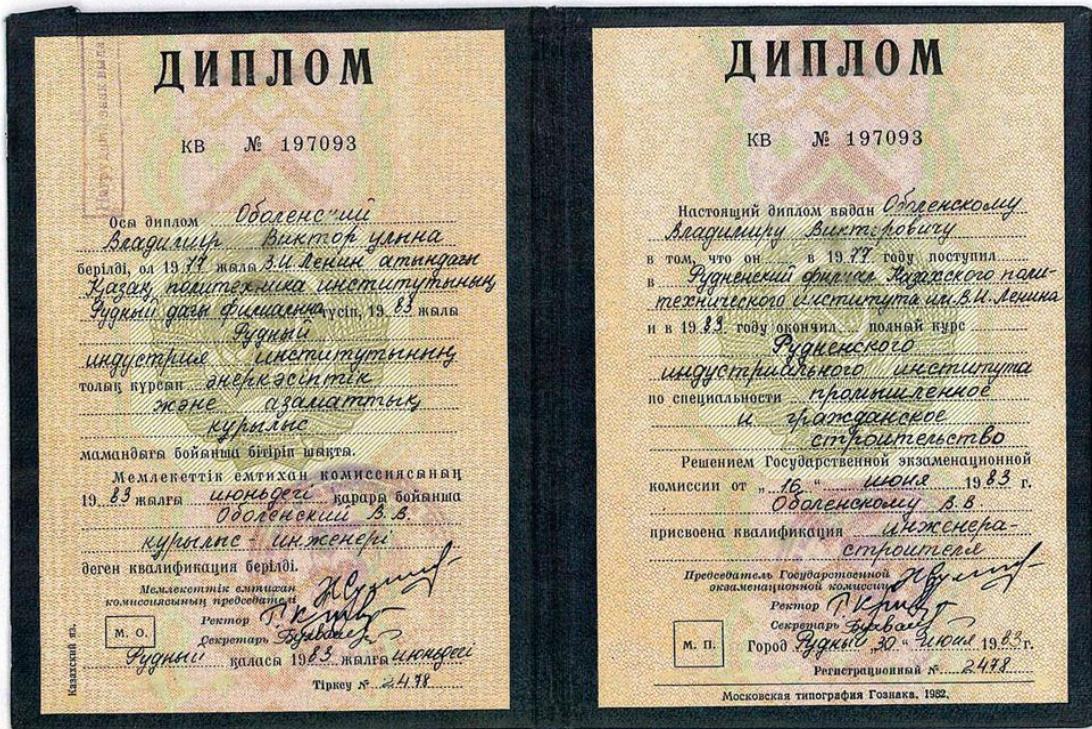 Нагрудный знак выдан
ДИПЛОМ
КВ № 197093
Осы диплом Оболенский
Владимир Виктор ұлына
берілді, ол 1977 жылы В.И Ленин атындағы
Қазақ политехника институтының
Рудный дағы филиалына түсіп, 1983 жылы
Рудный
индустрия институтының
толық курсын өнеркәсіптік
және азаматтық
құрылыс
мамандығы бойынша бітіріп шықты.
Мемлекеттік емтихан комиссиясының
1983 жылғы июньдегі қарары бойынша
Оболенский В.В.
құрылыс-инженері
деген квалификация берілді.
Мемлекеттік емтихан
комиссиясының председателі
Ректор
Секретарь
М. О.
Рудный қаласы 1983 жылғы июньдегі
Тіркеу № 2478
Казахский яз.
ДИПЛОМ
КВ № 197093
Настоящий диплом выдан Оболенскому
Владимиру Викторовичу
в том, что он в 1977 году поступил
в Рудненский филиал Казахского поли-
технического института им. В.И. Ленина
и в 1983 году окончил полный курс
Рудненского
индустриального института
по специальности промышленное
и гражданское
строительство
Решением Государственной экзаменационной
комиссии от „16“ июня 1983 г.
Оболенскому В.В
присвоена квалификация инженера-
строителя
Председатель Государственной
экзаменационной комиссии
Ректор
Секретарь
М. П.
Город Рудный „30“ июня 1983г.
Регистрационный № 2478
Московская типография Гознака. 1982.